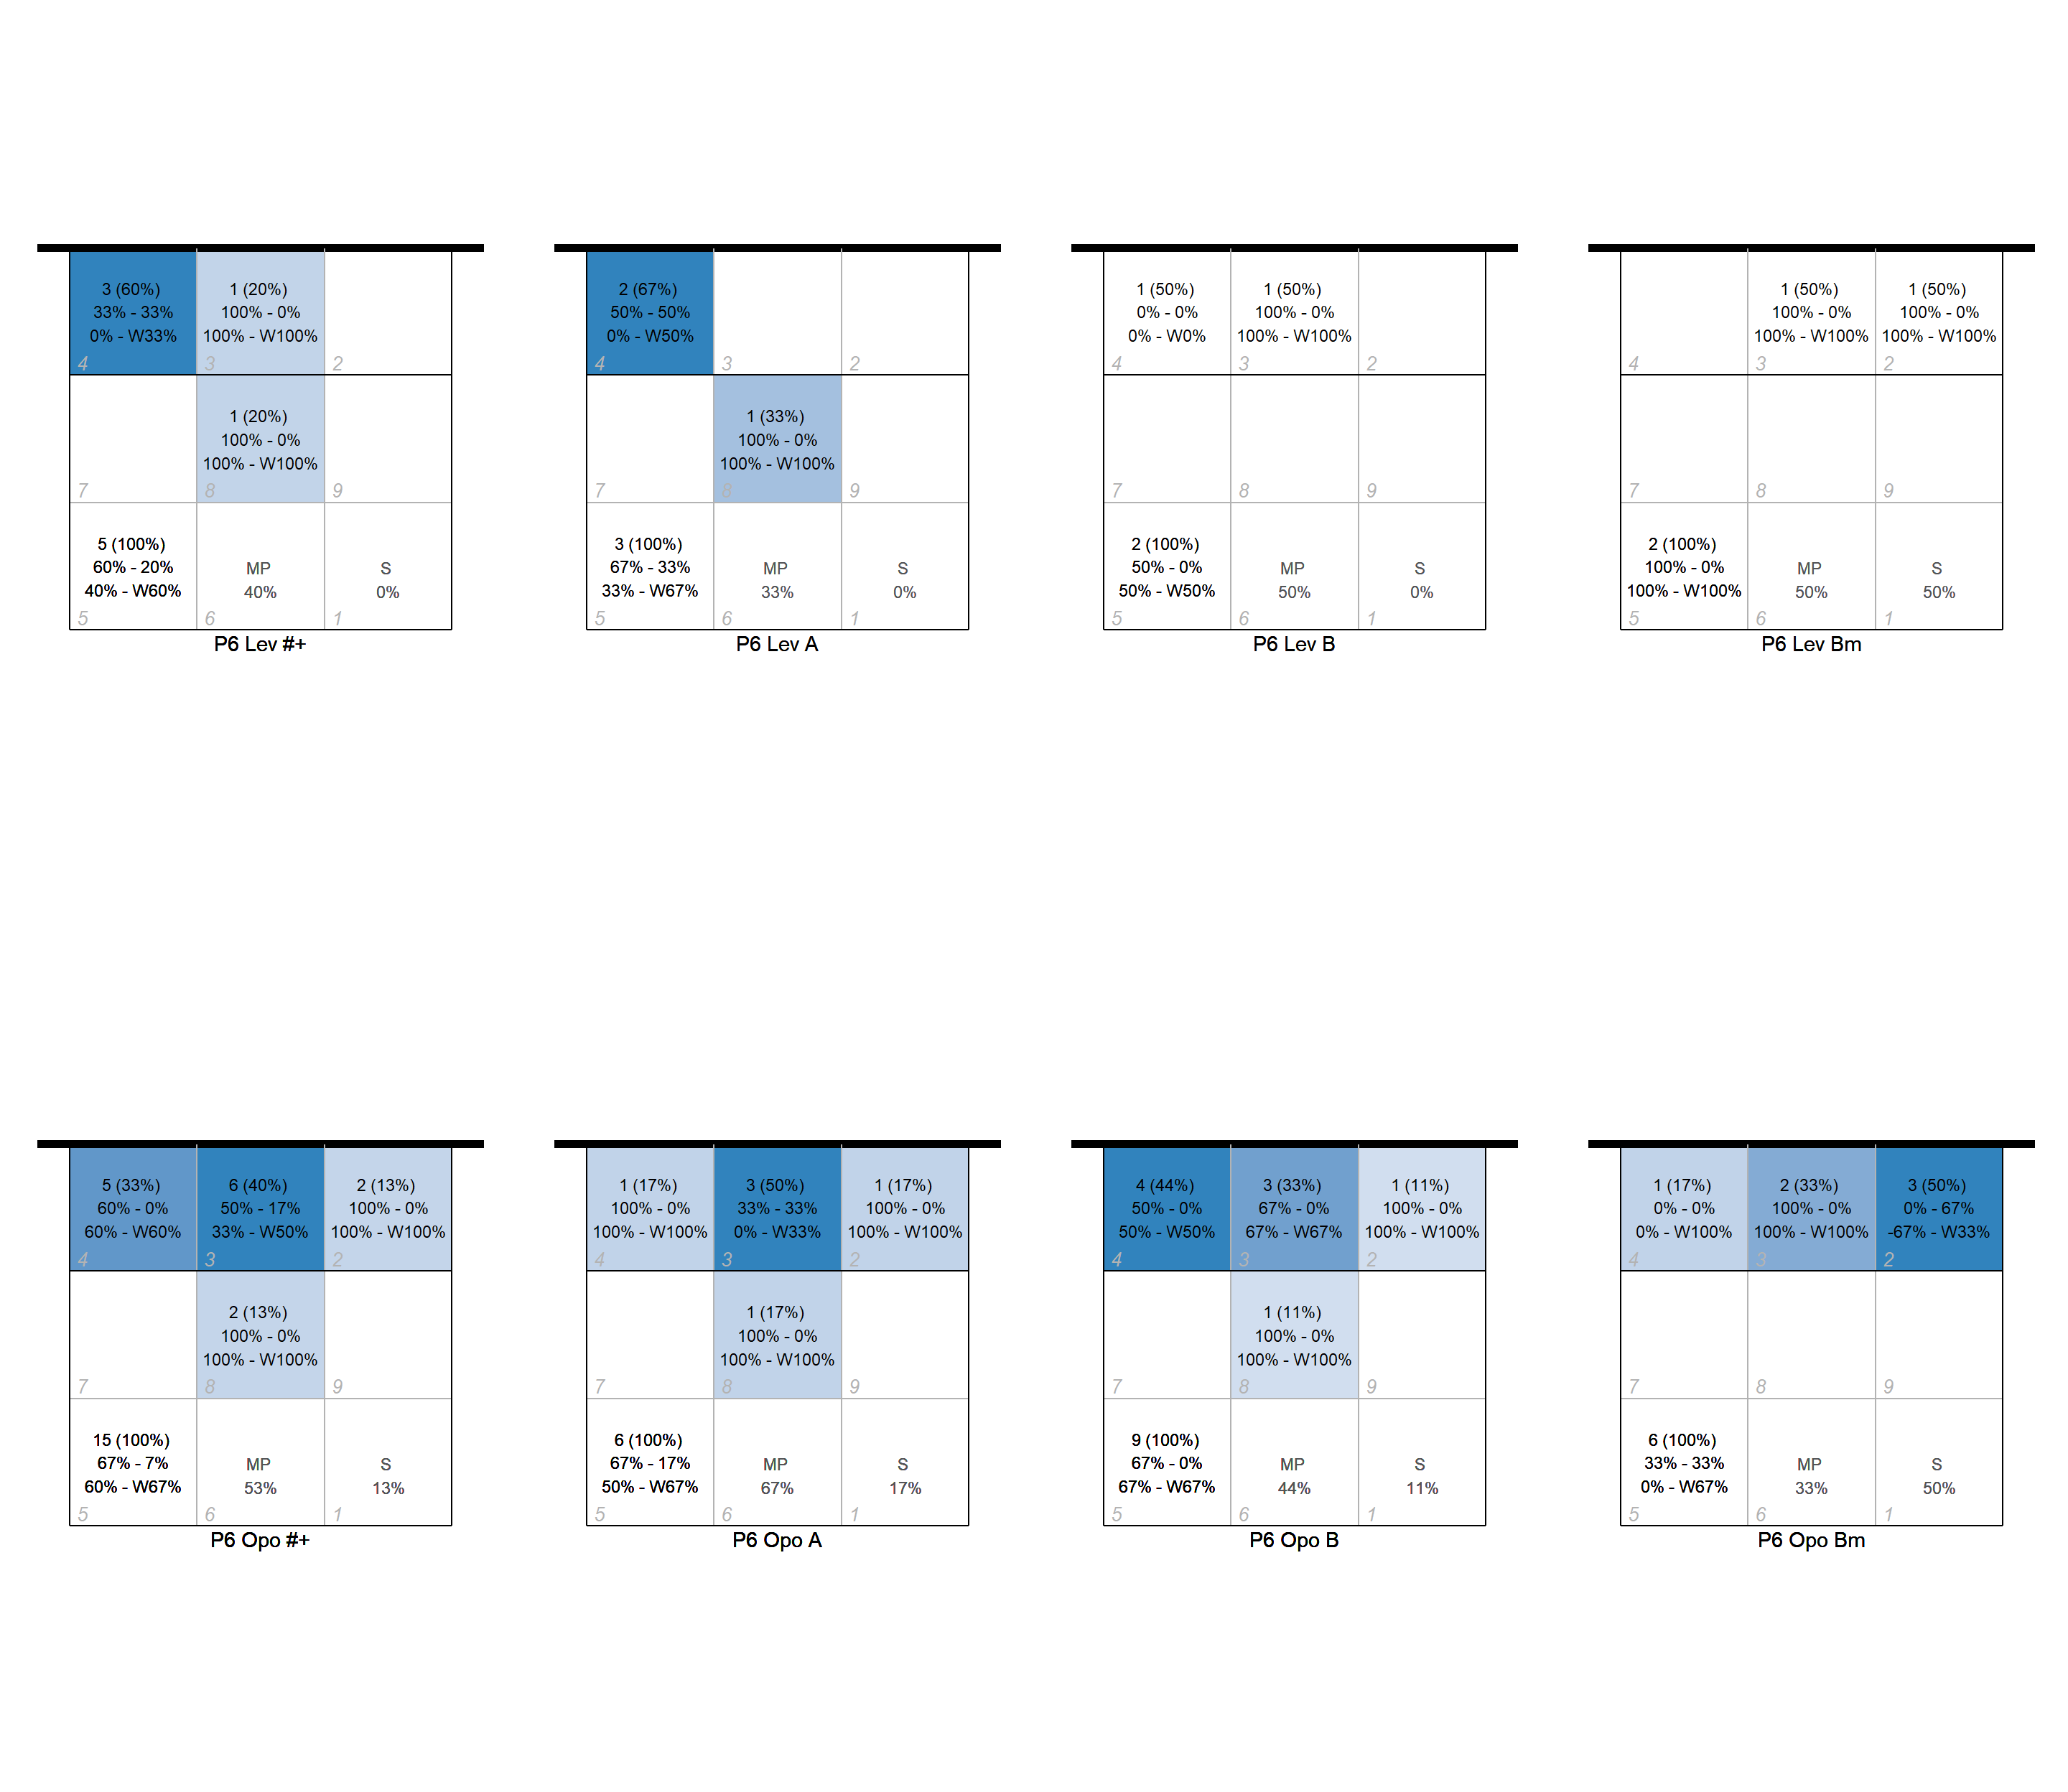 3 (60%)
33% - 33%
0% - W33%
4
1 (20%)
100% - 0%
100% - W100%
3
2
7
1 (20%)
100% - 0%
100% - W100%
8
9
5 (100%)
60% - 20%
40% - W60%
5
MP
40%
6
S
0%
1
P6 Lev #+
2 (67%)
50% - 50%
0% - W50%
4
3
2
7
1 (33%)
100% - 0%
100% - W100%
8
9
3 (100%)
67% - 33%
33% - W67%
5
MP
33%
6
S
0%
1
P6 Lev A
1 (50%)
0% - 0%
0% - W0%
4
1 (50%)
100% - 0%
100% - W100%
3
2
7
8
9
2 (100%)
50% - 0%
50% - W50%
5
MP
50%
6
S
0%
1
P6 Lev B
4
1 (50%)
100% - 0%
100% - W100%
3
1 (50%)
100% - 0%
100% - W100%
2
7
8
9
2 (100%)
100% - 0%
100% - W100%
5
MP
50%
6
S
50%
1
P6 Lev Bm
5 (33%)
60% - 0%
60% - W60%
4
6 (40%)
50% - 17%
33% - W50%
3
2 (13%)
100% - 0%
100% - W100%
2
7
2 (13%)
100% - 0%
100% - W100%
8
9
15 (100%)
67% - 7%
60% - W67%
5
MP
53%
6
S
13%
1
P6 Opo #+
1 (17%)
100% - 0%
100% - W100%
4
3 (50%)
33% - 33%
0% - W33%
3
1 (17%)
100% - 0%
100% - W100%
2
7
1 (17%)
100% - 0%
100% - W100%
8
9
6 (100%)
67% - 17%
50% - W67%
5
MP
67%
6
S
17%
1
P6 Opo A
4 (44%)
50% - 0%
50% - W50%
4
3 (33%)
67% - 0%
67% - W67%
3
1 (11%)
100% - 0%
100% - W100%
2
7
1 (11%)
100% - 0%
100% - W100%
8
9
9 (100%)
67% - 0%
67% - W67%
5
MP
44%
6
S
11%
1
P6 Opo B
1 (17%)
0% - 0%
0% - W100%
4
2 (33%)
100% - 0%
100% - W100%
3
3 (50%)
0% - 67%
-67% - W33%
2
7
8
9
6 (100%)
33% - 33%
0% - W67%
5
MP
33%
6
S
50%
1
P6 Opo Bm